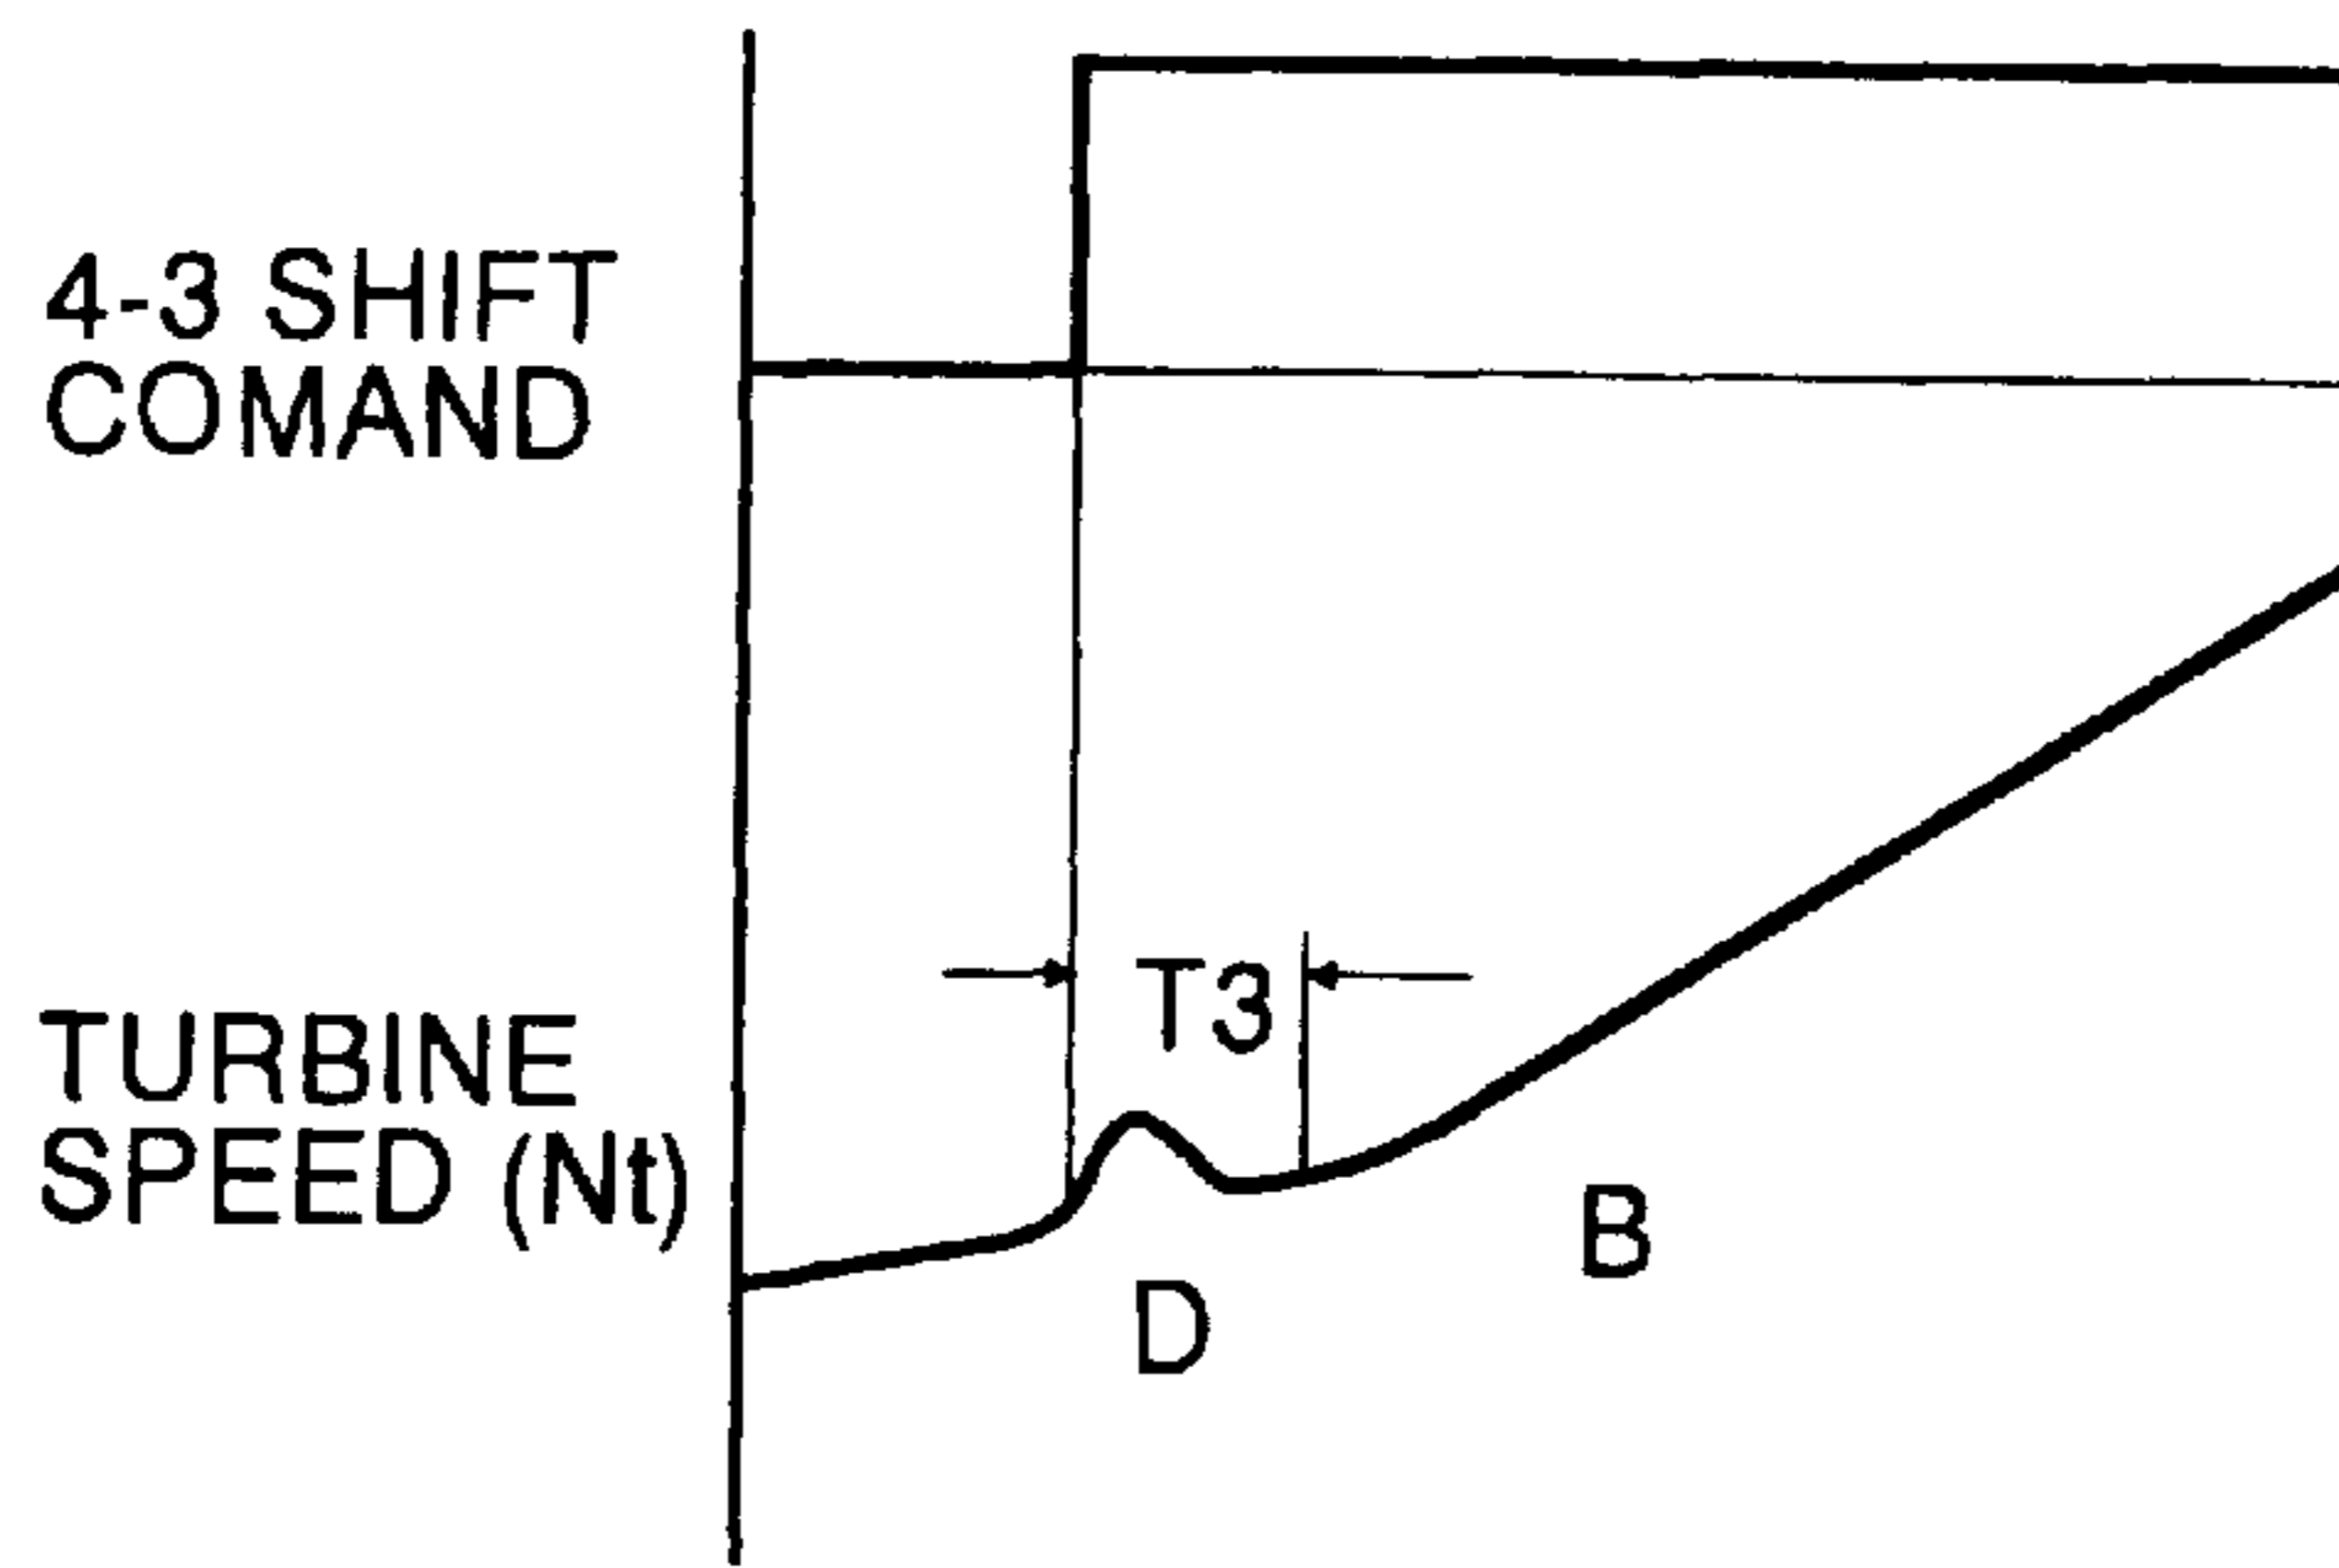 4-3 SHIFT
COMAND
T3
TURBINE
SPEED (Nt)
B
D